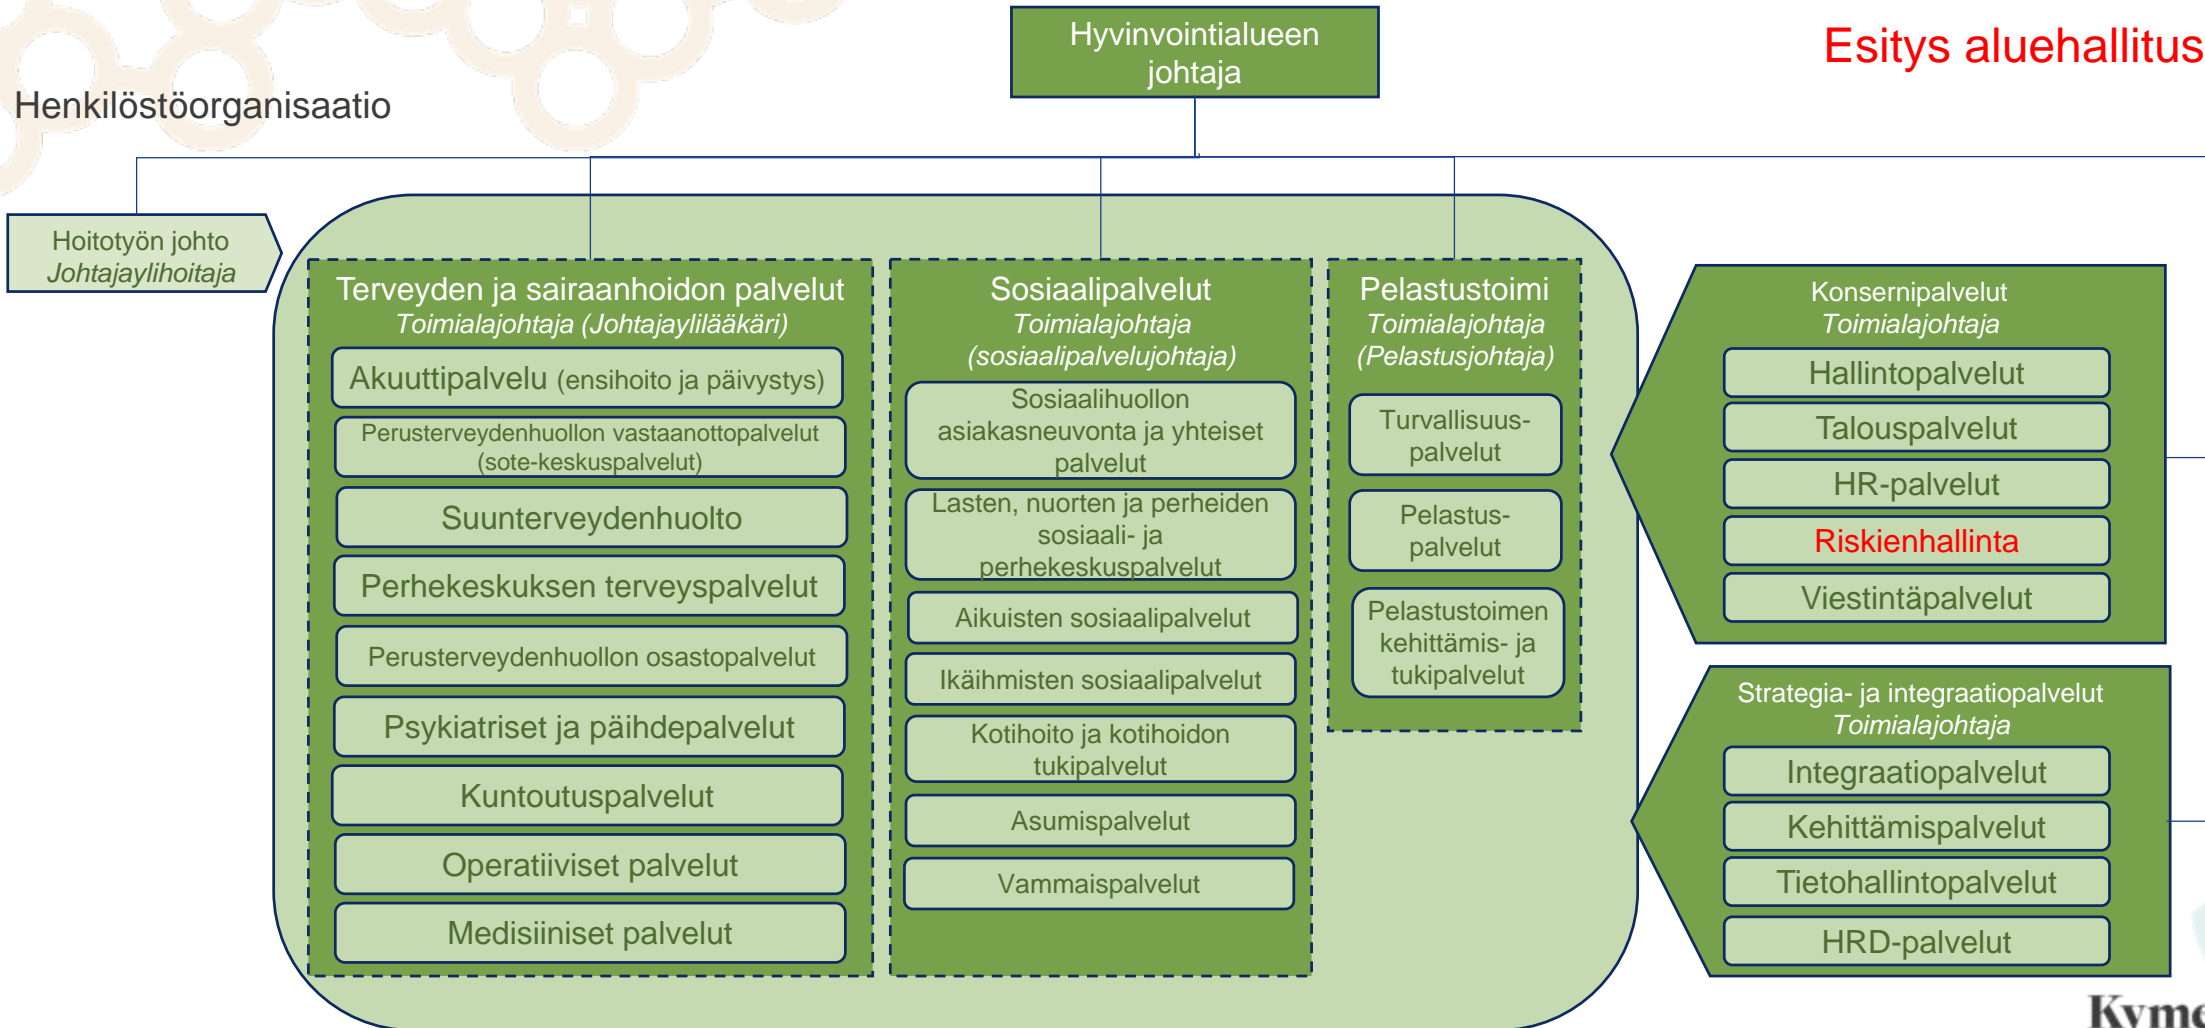 Hyvinvointialueen
johtaja
Esitys aluehallitus
Henkilöstöorganisaatio
Hoitotyön johto
Johtajaylihoitaja
Terveyden ja sairaanhoidon palvelut
Toimialajohtaja (Johtajaylilääkäri)
Akuuttipalvelu (ensihoito ja päivystys)
Perusterveydenhuollon vastaanottopalvelut
(sote-keskuspalvelut)
Suunterveydenhuolto
Perhekeskuksen terveyspalvelut
Perusterveydenhuollon osastopalvelut
Psykiatriset ja päihdepalvelut
Kuntoutuspalvelut
Operatiiviset palvelut
Medisiiniset palvelut
Sosiaalipalvelut
Toimialajohtaja
(sosiaalipalvelujohtaja)
Sosiaalihuollon
asiakasneuvonta ja yhteiset
palvelut
Lasten, nuorten ja perheiden
sosiaali- ja
perhekeskuspalvelut
Aikuisten sosiaalipalvelut
Ikäihmisten sosiaalipalvelut
Kotihoito ja kotihoidon
tukipalvelut
Asumispalvelut
Vammaispalvelut
Pelastustoimi
Toimialajohtaja
(Pelastusjohtaja)
Turvallisuus-
palvelut
Pelastus-
palvelut
Pelastustoimen
kehittämis- ja
tukipalvelut
Konsernipalvelut
Toimialajohtaja
Hallintopalvelut
Talouspalvelut
HR-palvelut
Riskienhallinta
Viestintäpalvelut
Strategia- ja integraatiopalvelut
Toimialajohtaja
Integraatiopalvelut
Kehittämispalvelut
Tietohallintopalvelut
HRD-palvelut